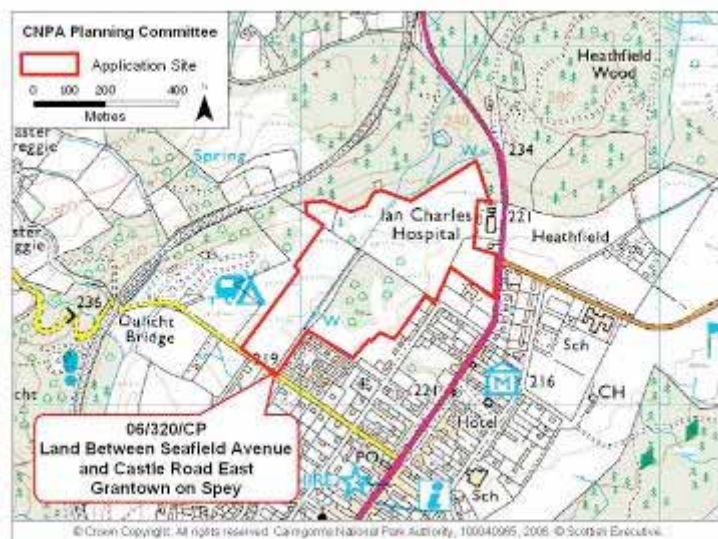 CNPA Planning Committee
Application Site
0 100 200 400
Metres
Heathfield
Wood
Spring
W
234
Ian Charles
Hospital
221
Heathfield
236
Dulicht
Bridge
W
219
Sch
216
M
CH
221
Hotel
06/320/CP
Land Between Seafield Avenue
and Castle Road East
Grantown on Spey
PO
Sch
© Crown Copyright. All rights reserved. Cairngorms National Park Authority, 100040965, 2006. © Scottish Executive.